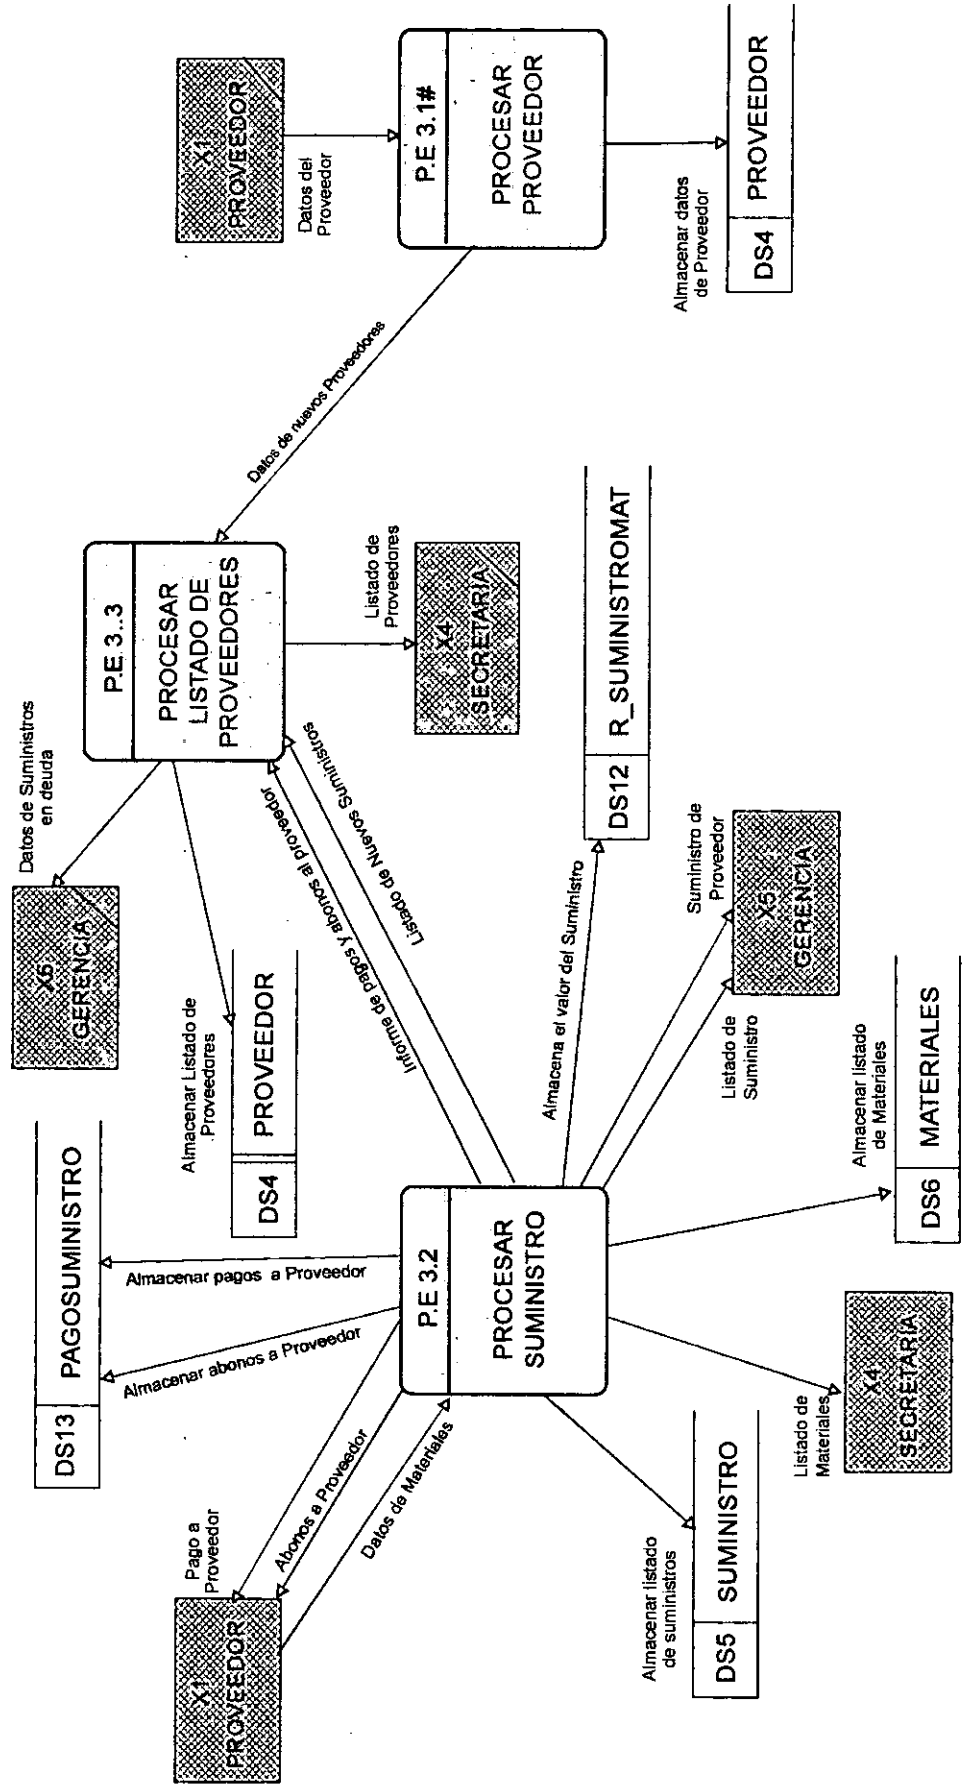 X1
PROVEEDOR
Pago a
Proveedor
Abonos a Proveedor
Datos de Materiales
DS13 PAGOSUMINISTRO
Almacenar abonos a Proveedor
Almacenar pagos a Proveedor
P.E 3.2
PROCESAR
SUMINISTRO
Almacenar listado
de suministros
DS5 SUMINISTRO
Listado de
Materiales
X4
SECRETARIA
Almacenar listado
de Materiales
DS6 MATERIALES
Listado de
Suministro
Suministro de
Proveedor
X5
GERENCIA
Almacena el valor del Suministro
DS12 R_SUMINISTROMAT
Informe de pagos y abonos al proveedor
Listado de Nuevos Suministros
X5
GERENCIA
Datos de Suministros
en deuda
Almacenar Listado de
Proveedores
DS4 PROVEEDOR
P.E 3..3
PROCESAR
LISTADO DE
PROVEEDORES
Listado de
Proveedores
X4
SECRETARIA
Datos de nuevos Proveedores
X1
PROVEEDOR
Datos del
Proveedor
P.E 3.1#
PROCESAR
PROVEEDOR
Almacenar datos
de Proveedor
DS4 PROVEEDOR